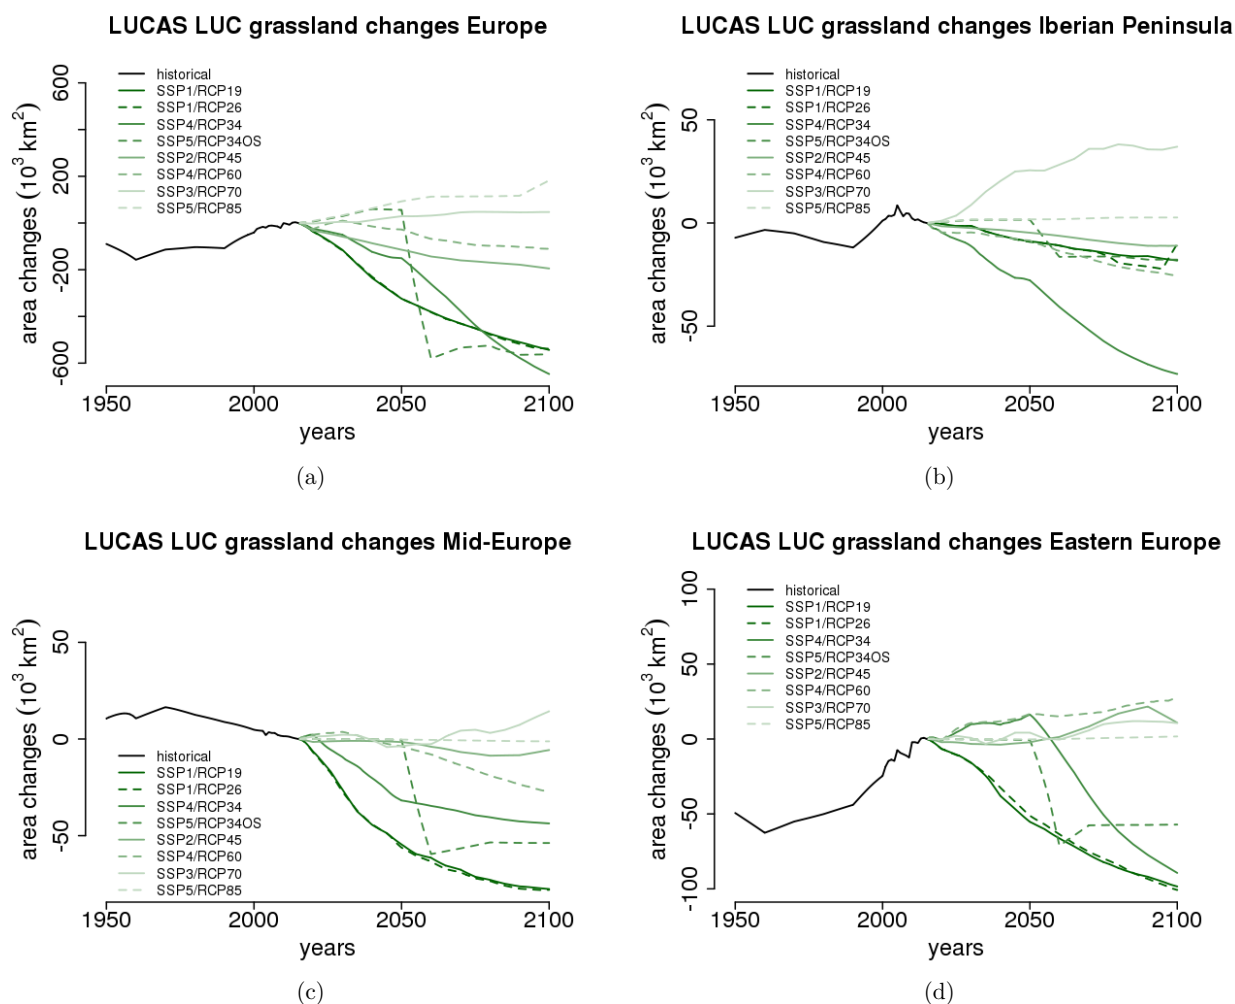 LUCAS LUC grassland changes Europe
area changes (10³ km²)
600
200
-200
-600
historical
SSP1/RCP19
SSP1/RCP26
SSP4/RCP34
SSP5/RCP34OS
SSP2/RCP45
SSP4/RCP60
SSP3/RCP70
SSP5/RCP85
1950 2000 2050 2100
years
(a)
LUCAS LUC grassland changes Iberian Peninsula
area changes (10³ km²)
50
0
-50
historical
SSP1/RCP19
SSP1/RCP26
SSP4/RCP34
SSP5/RCP34OS
SSP2/RCP45
SSP4/RCP60
SSP3/RCP70
SSP5/RCP85
1950 2000 2050 2100
years
(b)
LUCAS LUC grassland changes Mid-Europe
area changes (10³ km²)
50
0
-50
historical
SSP1/RCP19
SSP1/RCP26
SSP4/RCP34
SSP5/RCP34OS
SSP2/RCP45
SSP4/RCP60
SSP3/RCP70
SSP5/RCP85
1950 2000 2050 2100
years
(c)
LUCAS LUC grassland changes Eastern Europe
area changes (10³ km²)
100
50
0
-50
-100
historical
SSP1/RCP19
SSP1/RCP26
SSP4/RCP34
SSP5/RCP34OS
SSP2/RCP45
SSP4/RCP60
SSP3/RCP70
SSP5/RCP85
1950 2000 2050 2100
years
(d)